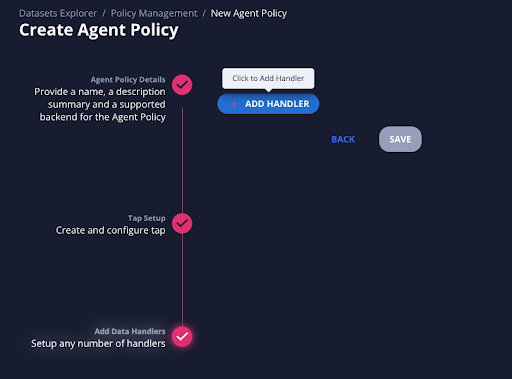 Datasets Explorer / Policy Management / New Agent Policy
Create Agent Policy
Agent Policy Details
Provide a name, a description
summary and a supported
backend for the Agent Policy
Click to Add Handler
+ ADD HANDLER
BACK
SAVE
Tap Setup
Create and configure tap
Add Data Handlers
Setup any number of handlers